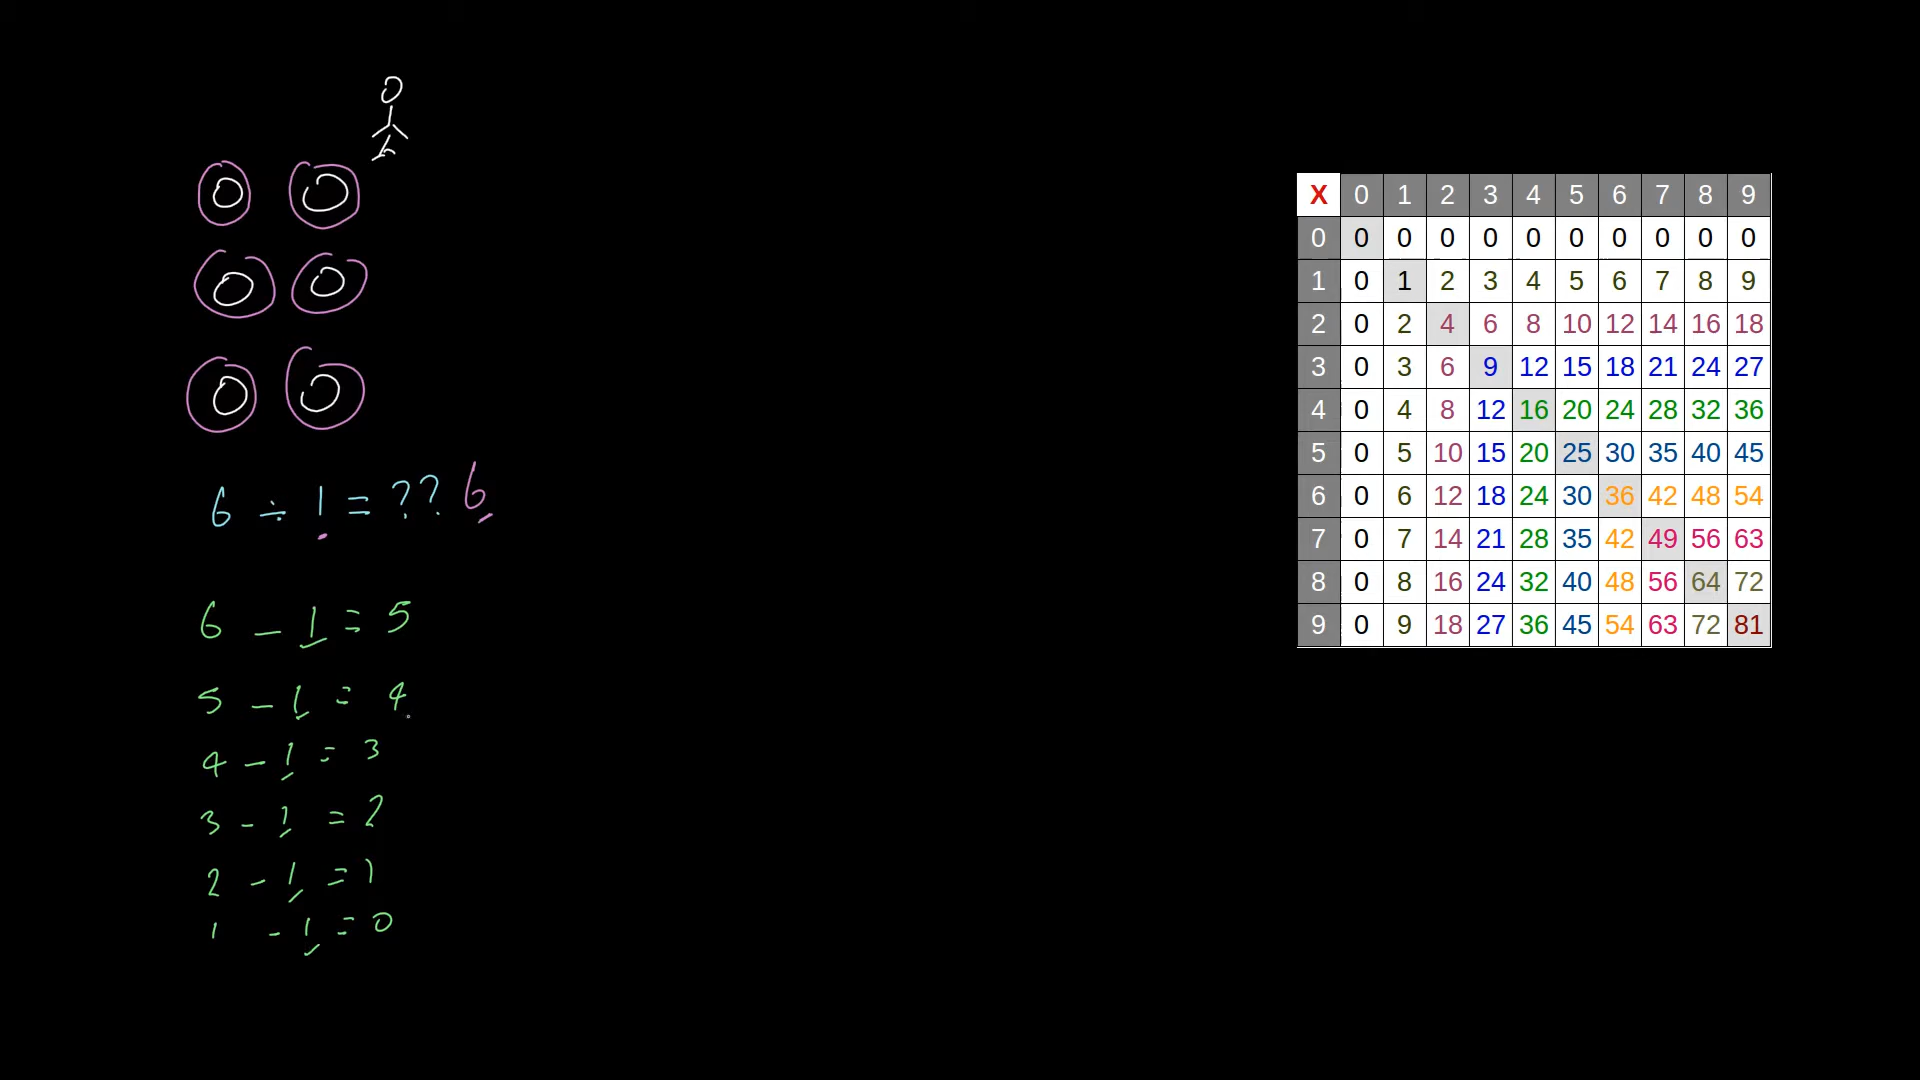 6 ÷ 1 = ?? 6
6 - 1 = 5
5 - 1 = 4
4 - 1 = 3
3 - 1 = 2
2 - 1 = 1
1 - 1 = 0
X 0 1 2 3 4 5 6 7 8 9
0 0 0 0 0 0 0 0 0 0 0
1 0 1 2 3 4 5 6 7 8 9
2 0 2 4 6 8 10 12 14 16 18
3 0 3 6 9 12 15 18 21 24 27
4 0 4 8 12 16 20 24 28 32 36
5 0 5 10 15 20 25 30 35 40 45
6 0 6 12 18 24 30 36 42 48 54
7 0 7 14 21 28 35 42 49 56 63
8 0 8 16 24 32 40 48 56 64 72
9 0 9 18 27 36 45 54 63 72 81